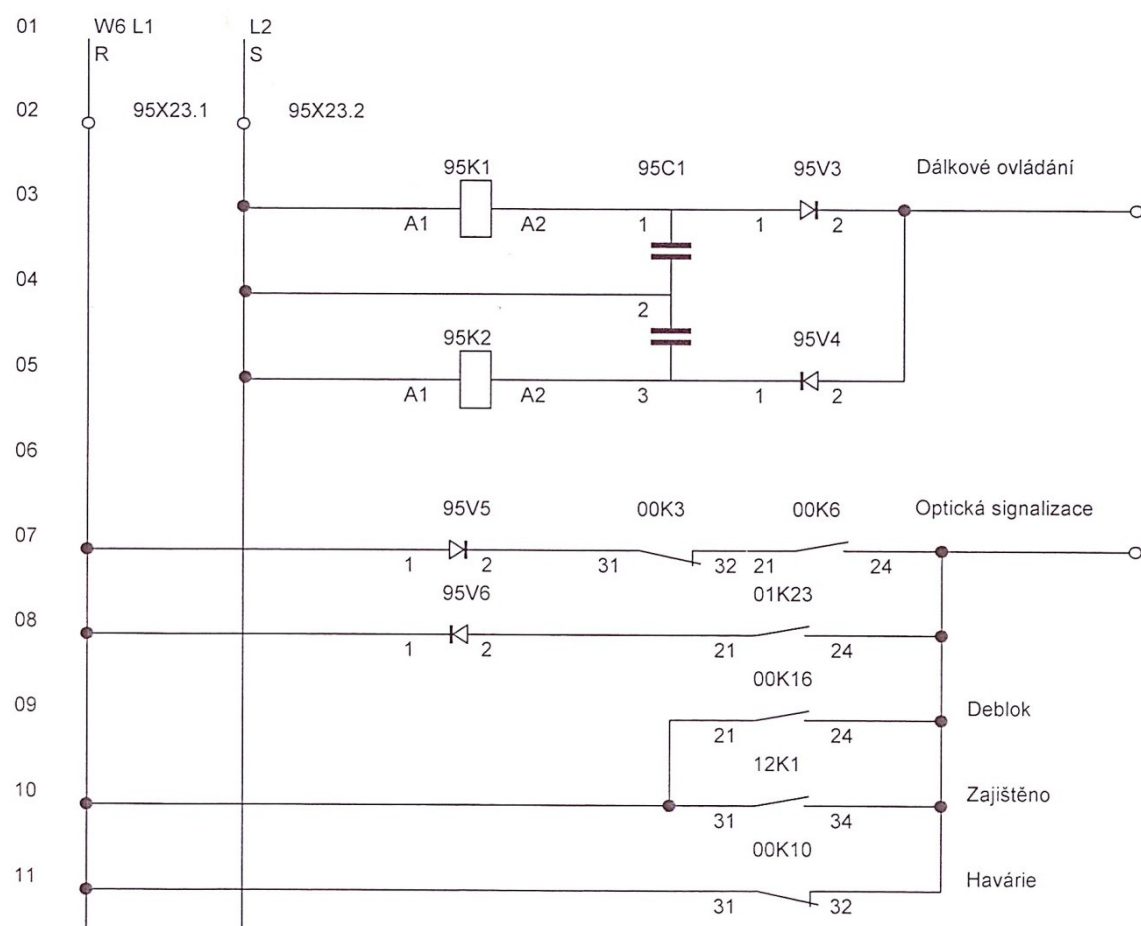 01 W6 L1 L2
R S
02 95X23.1 95X23.2
95K1 95C1 95V3 Dálkové ovládání
03
A1 A2 1 1 2
04
2
95K2 95V4
05
A1 A2 3 1 2
06
95V5 00K3 00K6 Optická signalizace
07
1 2 31 32 21 24
95V6 01K23
08
1 2 21 24
00K16
09 Deblok
21 24
12K1
10 Zajištěno
31 34
00K10
11 Havárie
31 32